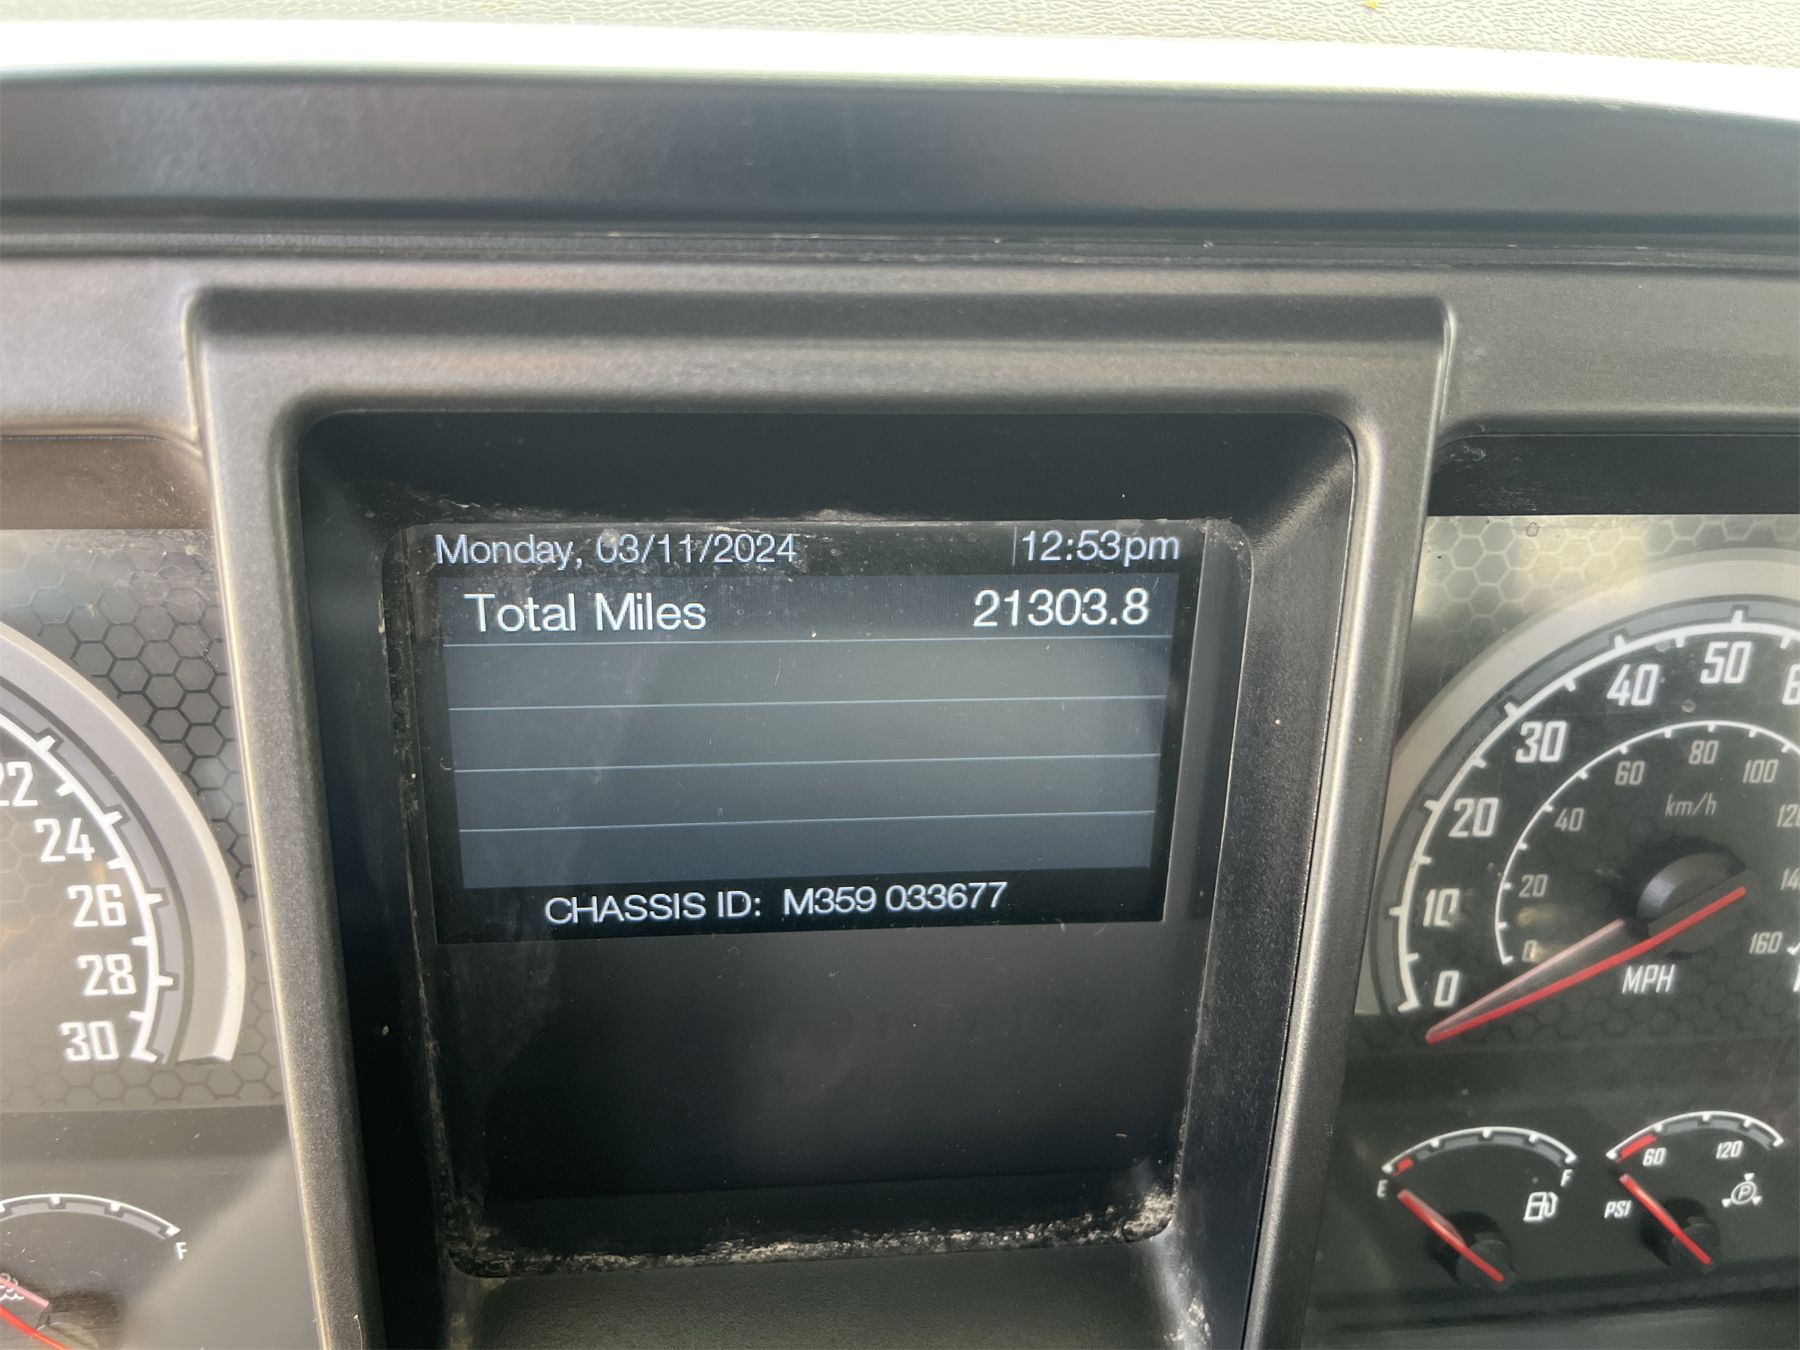 Monday, 03/11/2024 12:53pm
Total Miles 21303.8
CHASSIS ID: M359 033677
22
24
26
28
30
F
0
10
20
30
40
50
0
20
40
60
80
100
160
km/h
MPH
E F
PSI 60 120
P